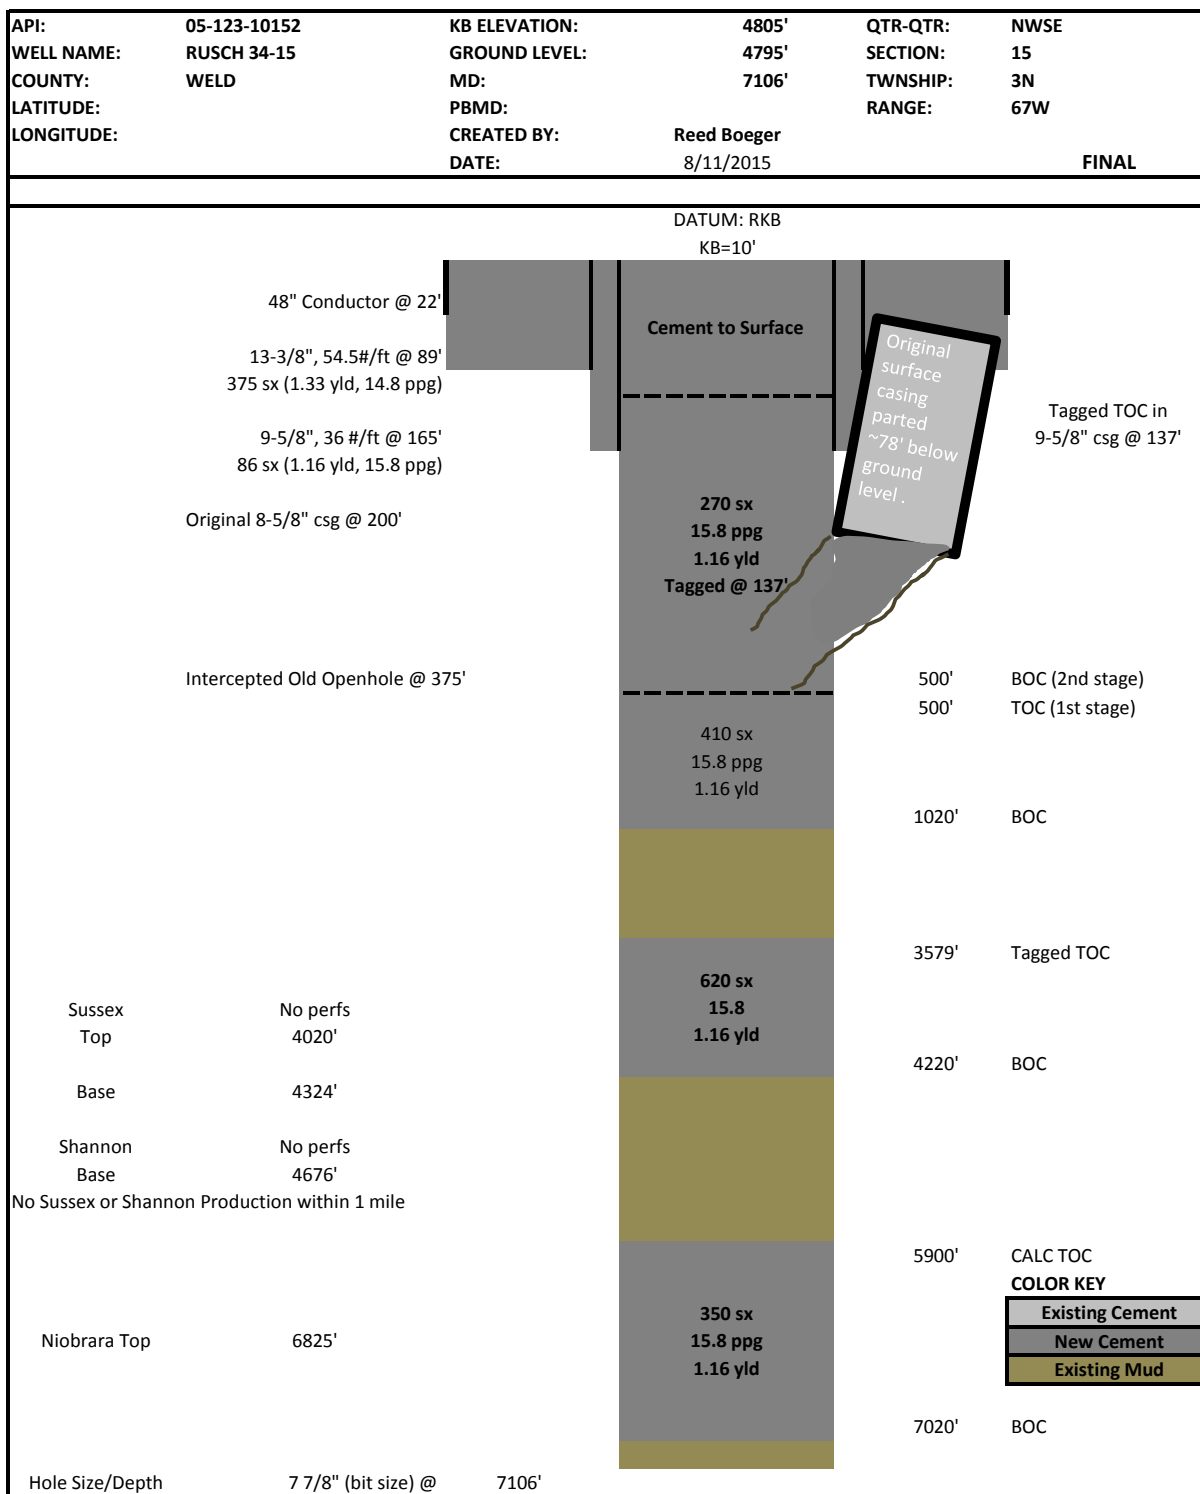 API: 05-123-10152 KB ELEVATION: 4805' QTR-QTR: NWSE
WELL NAME: RUSCH 34-15 GROUND LEVEL: 4795' SECTION: 15
COUNTY: WELD MD: 7106' TWNSHIP: 3N
LATITUDE: PBMD: RANGE: 67W
LONGITUDE: CREATED BY: Reed Boeger
DATE: 8/11/2015 FINAL
DATUM: RKB
KB=10'
48" Conductor @ 22'
Cement to Surface
13-3/8", 54.5#/ft @ 89'
375 sx (1.33 yld, 14.8 ppg)
9-5/8", 36 #/ft @ 165'
86 sx (1.16 yld, 15.8 ppg)
Original
surface
casing
parted
~78' below
ground
level .
Tagged TOC in
9-5/8" csg @ 137'
Original 8-5/8" csg @ 200'
270 sx
15.8 ppg
1.16 yld
Tagged @ 137'
Intercepted Old Openhole @ 375'
500' BOC (2nd stage)
500' TOC (1st stage)
410 sx
15.8 ppg
1.16 yld
1020' BOC
3579' Tagged TOC
620 sx
15.8
1.16 yld
Sussex No perfs
Top 4020'
4220' BOC
Base 4324'
Shannon No perfs
Base 4676'
No Sussex or Shannon Production within 1 mile
5900' CALC TOC
COLOR KEY
Existing Cement
New Cement
Existing Mud
350 sx
15.8 ppg
1.16 yld
Niobrara Top 6825'
7020' BOC
Hole Size/Depth 7 7/8" (bit size) @ 7106'